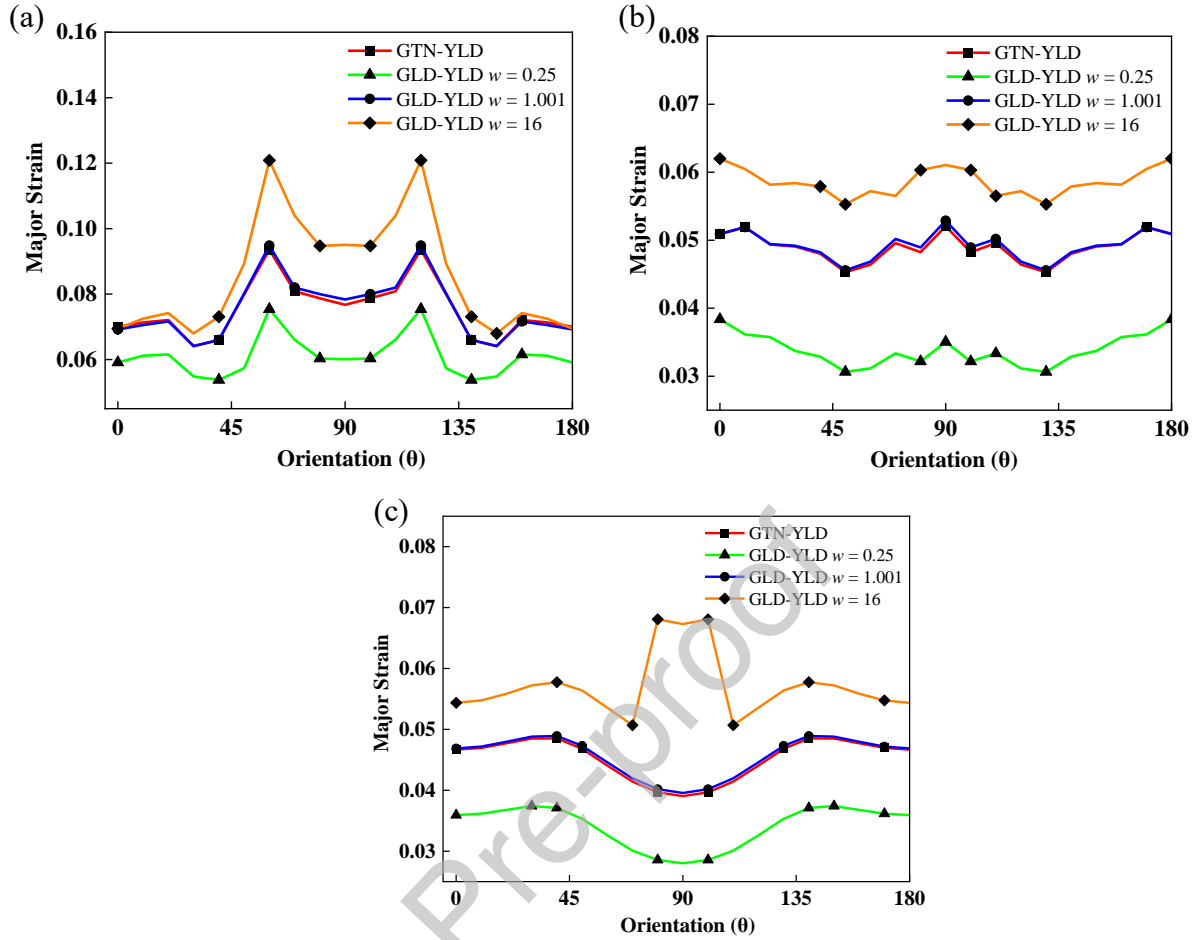 (a)
0.16
0.14
0.12
0.10
0.08
0.06
Major Strain
GTN-YLD
GLD-YLD w = 0.25
GLD-YLD w = 1.001
GLD-YLD w = 16
0 45 90 135 180
Orientation (θ)
(b)
0.08
0.07
0.06
0.05
0.04
0.03
Major Strain
GTN-YLD
GLD-YLD w = 0.25
GLD-YLD w = 1.001
GLD-YLD w = 16
0 45 90 135 180
Orientation (θ)
(c)
0.08
0.07
0.06
0.05
0.04
0.03
Major Strain
GTN-YLD
GLD-YLD w = 0.25
GLD-YLD w = 1.001
GLD-YLD w = 16
0 45 90 135 180
Orientation (θ)
Pre-proof